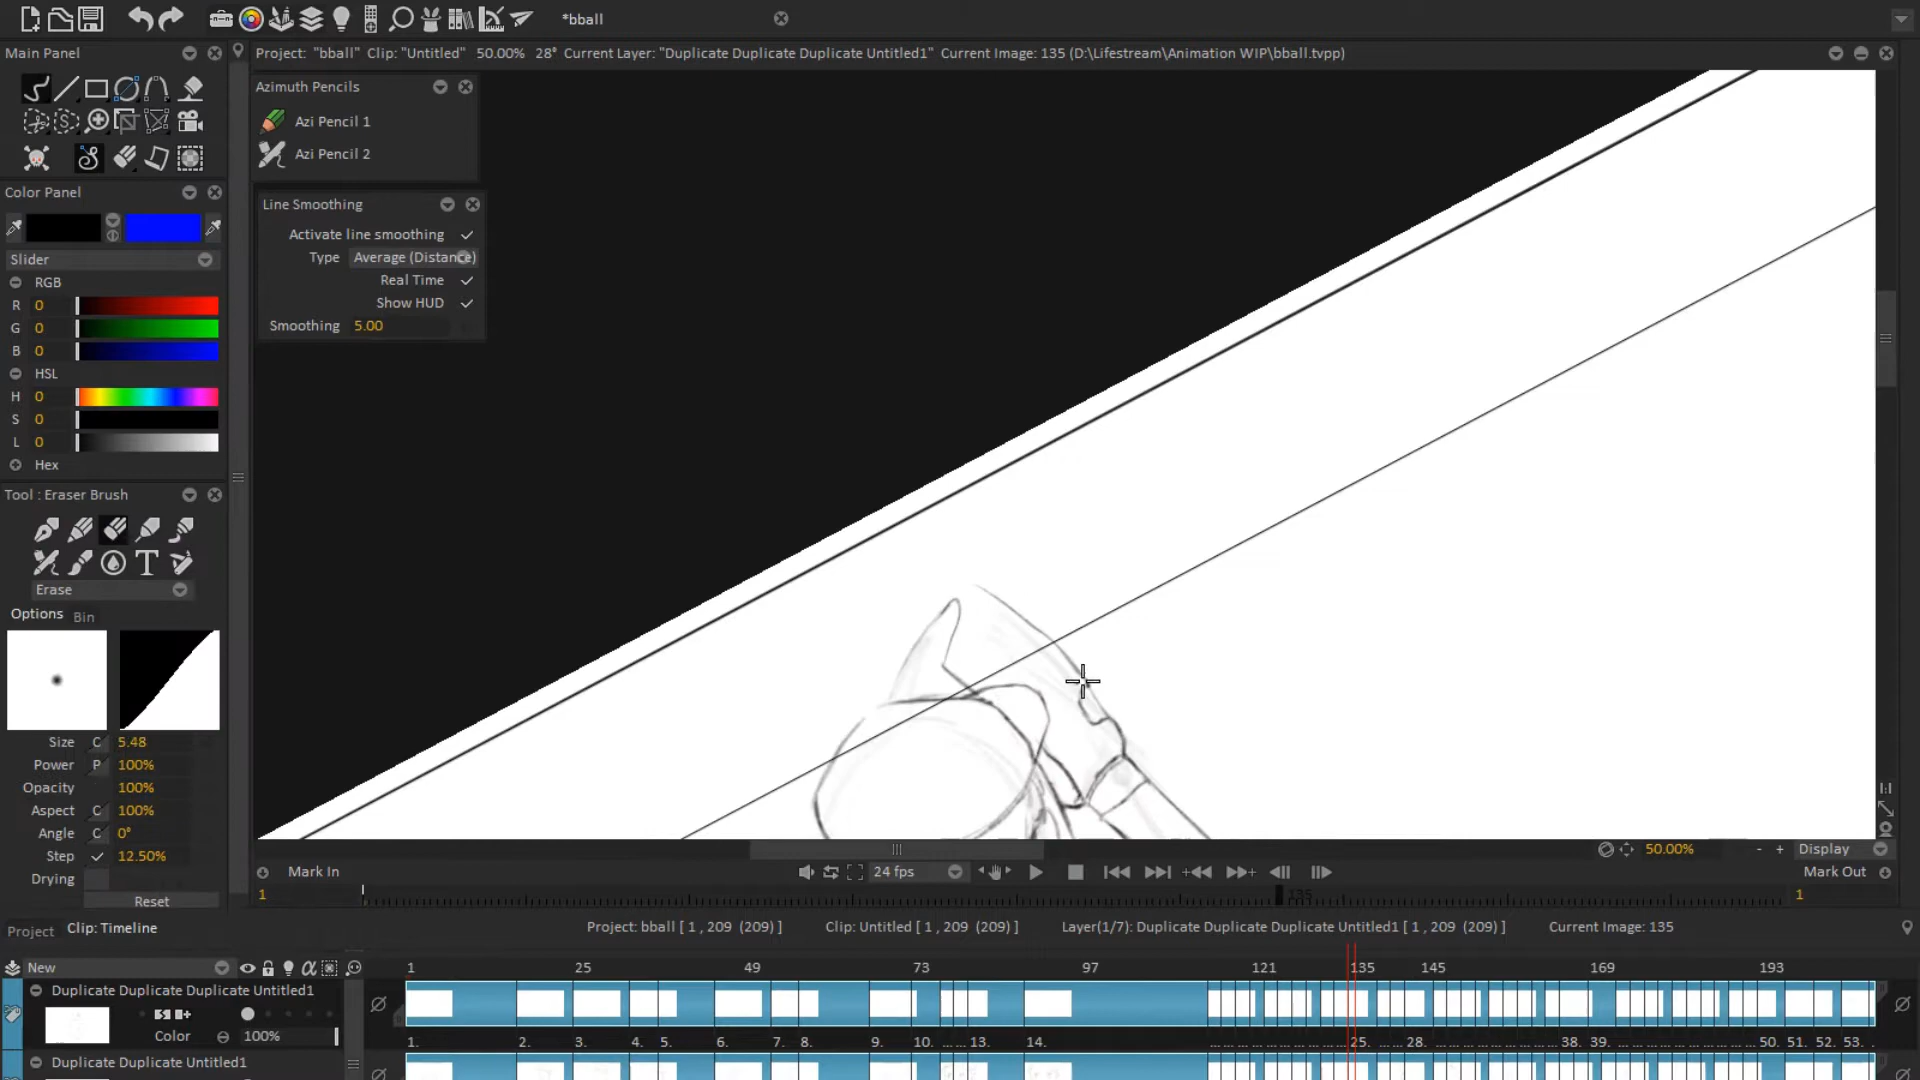 *bball
Main Panel
Project: "bball" Clip: "Untitled" 50.00% 28° Current Layer: "Duplicate Duplicate Duplicate Untitled1" Current Image: 135 (D:\Lifestream\Animation WIP\bball.tvpp)
Azimuth Pencils
Azi Pencil 1
Azi Pencil 2
Color Panel
Line Smoothing
Activate line smoothing
Type Average (Distance)
Real Time
Show HUD
Smoothing 5.00
Slider
RGB
R 0
G 0
B 0
HSL
H 0
S 0
L 0
Hex
Tool : Eraser Brush
Erase
Options Bin
Size C 5.48
Power P 100%
Opacity 100%
Aspect C 100%
Angle C 0°
Step 12.50%
Drying
Reset
1:1
50.00% - + Display
Mark In 24 fps Mark Out
1 135 1
Project Clip: Timeline Project: bball [ 1 , 209 (209) ] Clip: Untitled [ 1 , 209 (209) ] Layer(1/7): Duplicate Duplicate Duplicate Untitled1 [ 1 , 209 (209) ] Current Image: 135
New 1 25 49 73 97 121 135 145 169 193
Duplicate Duplicate Duplicate Untitled1
Color 100%
1. 2. 3. 4. 5. 6. 7. 8. 9. 10. ... ... 13. 14. 25. 28. 38. 39. 50. 51. 52. 53.
Duplicate Duplicate Untitled1